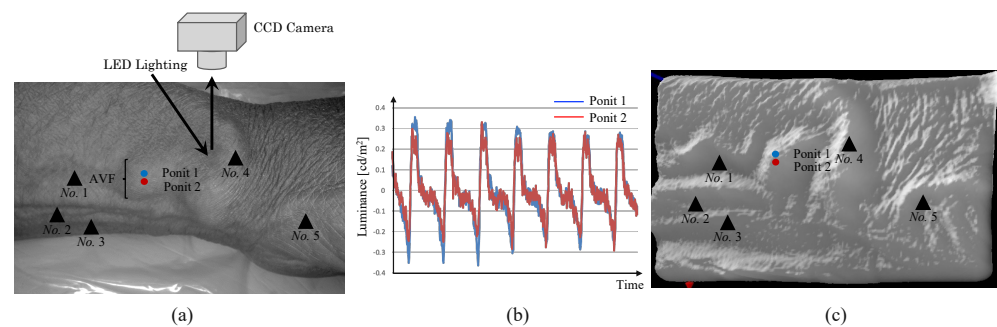 CCD Camera
LED Lighting
AVF
Ponit 1
Ponit 2
No. 1
No. 2
No. 3
No. 4
No. 5
(a)
Luminance [cd/m²]
0.4
0.3
0.2
0.1
0
-0.1
-0.2
-0.3
-0.4
Ponit 1
Ponit 2
Time
(b)
Ponit 1
Ponit 2
No. 1
No. 2
No. 3
No. 4
No. 5
(c)